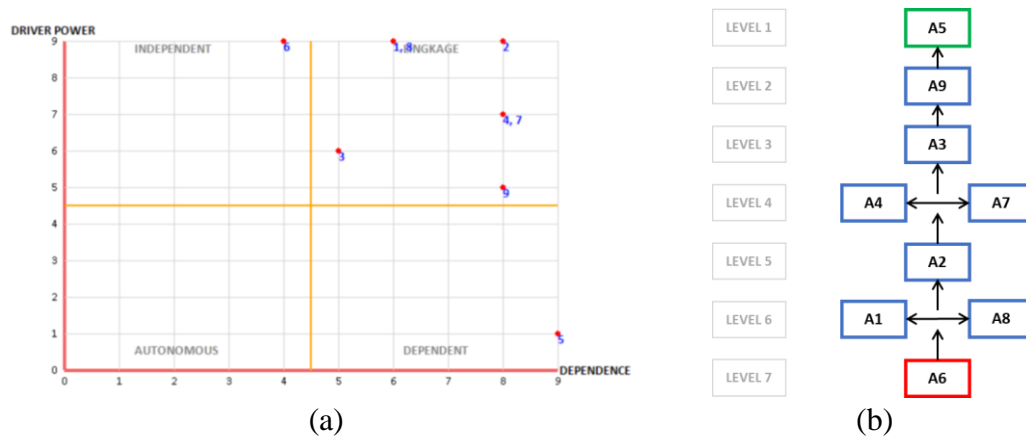 DRIVER POWER
INDEPENDENT
LINGKAGE
6
1, 8
2
4, 7
3
9
5
AUTONOMOUS
DEPENDENT
DEPENDENCE
9
8
7
6
5
4
3
2
1
0
0 1 2 3 4 5 6 7 8 9
(a)
LEVEL 1 A5
LEVEL 2 A9
LEVEL 3 A3
LEVEL 4 A4 A7
LEVEL 5 A2
LEVEL 6 A1 A8
LEVEL 7 A6
(b)